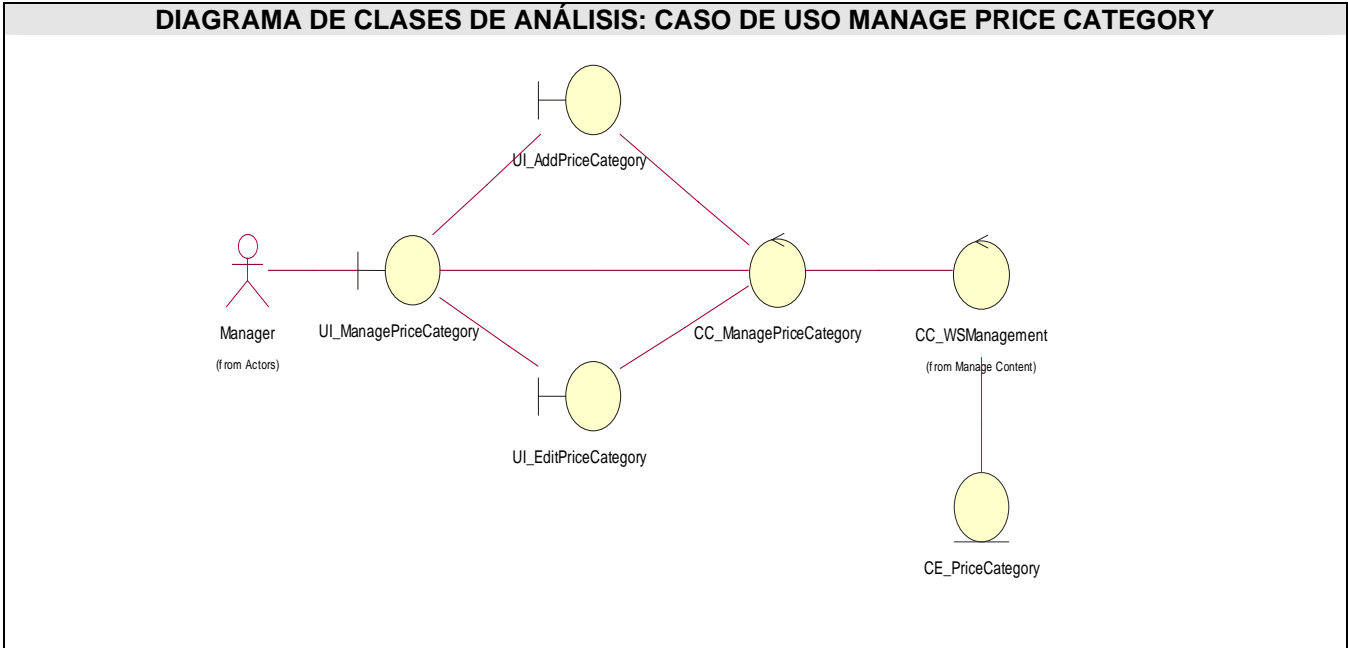 DIAGRAMA DE CLASES DE ANÁLISIS: CASO DE USO MANAGE PRICE CATEGORY
UI_AddPriceCategory
Manager
(from Actors)
UI_ManagePriceCategory
CC_ManagePriceCategory
CC_WSManagement
(from Manage Content)
UI_EditPriceCategory
CE_PriceCategory